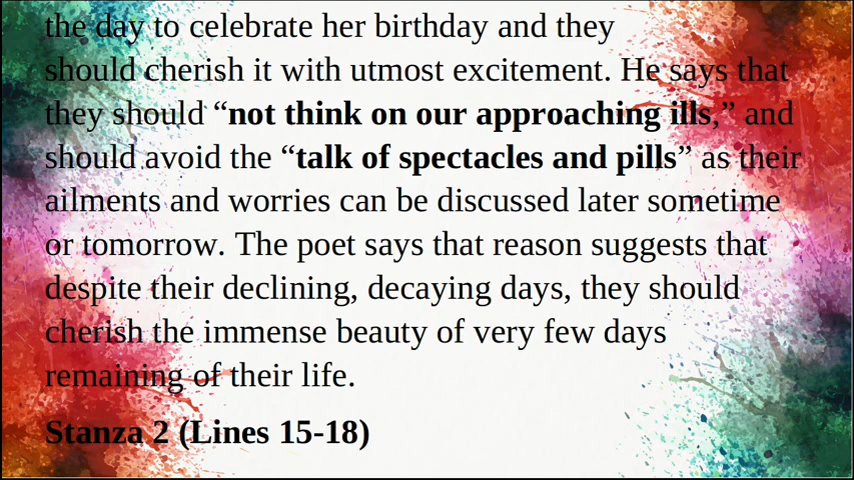 the day to celebrate her birthday and they
should cherish it with utmost excitement. He says that
they should “not think on our approaching ills,” and
should avoid the “talk of spectacles and pills” as their
ailments and worries can be discussed later sometime
or tomorrow. The poet says that reason suggests that
despite their declining, decaying days, they should
cherish the immense beauty of very few days
remaining of their life.
Stanza 2 (Lines 15-18)